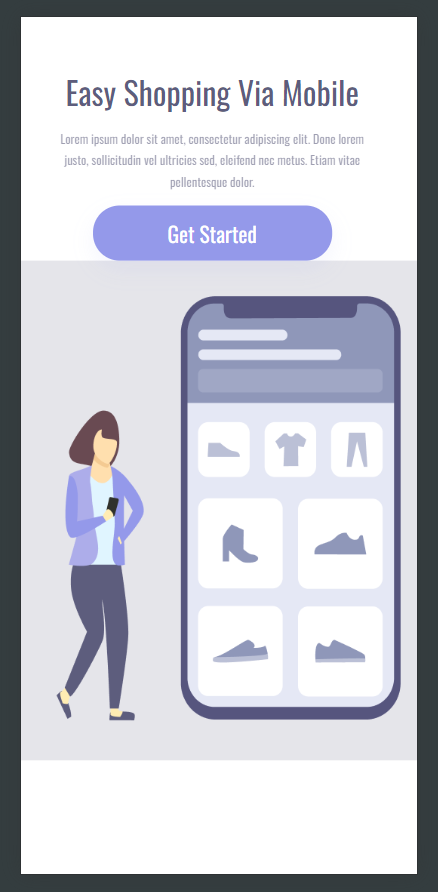 Easy Shopping Via Mobile
Lorem ipsum dolor sit amet, consectetur adipiscing elit. Done lorem
justo, sollicitudin vel ultricies sed, eleifend nec metus. Etiam vitae
pellentesque dolor.
Get Started